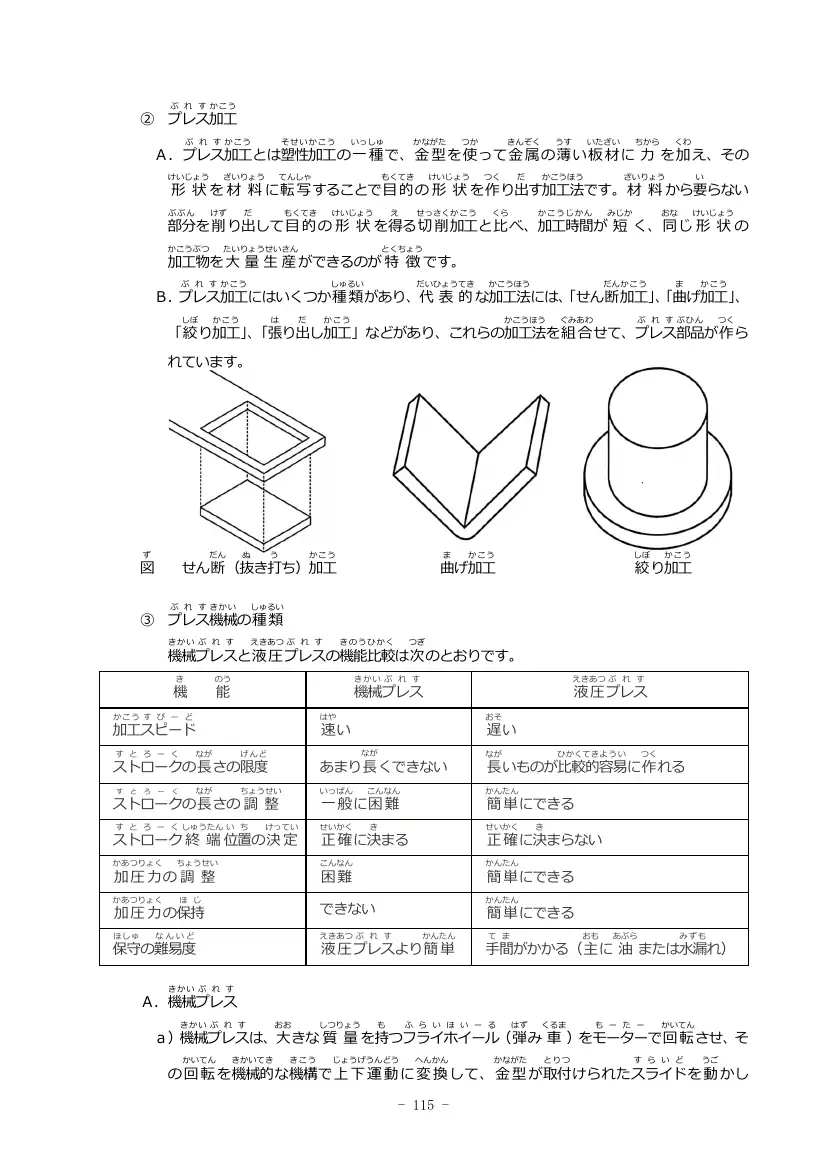 ② プレス加工
A．プレス加工とは塑性加工の一種で、金型を使って金属の薄い板材に力を加え、その
形状を材料に転写することで目的の形状を作り出す加工法です。材料から要らない
部分を削り出して目的の形状を得る切削加工と比べ、加工時間が短く、同じ形状の
加工物を大量生産ができるのが特徴です。
B．プレス加工にはいくつか種類があり、代表的な加工法には、「せん断加工」、「曲げ加工」、
「絞り加工」、「張り出し加工」などがあり、これらの加工法を組合せて、プレス部品が作ら
れています。
図 せん断（抜き打ち）加工 曲げ加工 絞り加工
③ プレス機械の種類
機械プレスと液圧プレスの機能比較は次のとおりです。
機能 機械プレス 液圧プレス
加工スピード 速い 遅い
ストロークの長さの限度 あまり長くできない 長いものが比較的容易に作れる
ストロークの長さの調整 一般に困難 簡単にできる
ストローク終端位置の決定 正確に決まる 正確に決まらない
加圧力の調整 困難 簡単にできる
加圧力の保持 できない 簡単にできる
保守の難易度 液圧プレスより簡単 手間がかかる（主に油または水漏れ）
A．機械プレス
a）機械プレスは、大きな質量を持つフライホイール（弾み車）をモーターで回転させ、そ
の回転を機械的な機構で上下運動に変換して、金型が取付けられたスライドを動かし
- 115 -